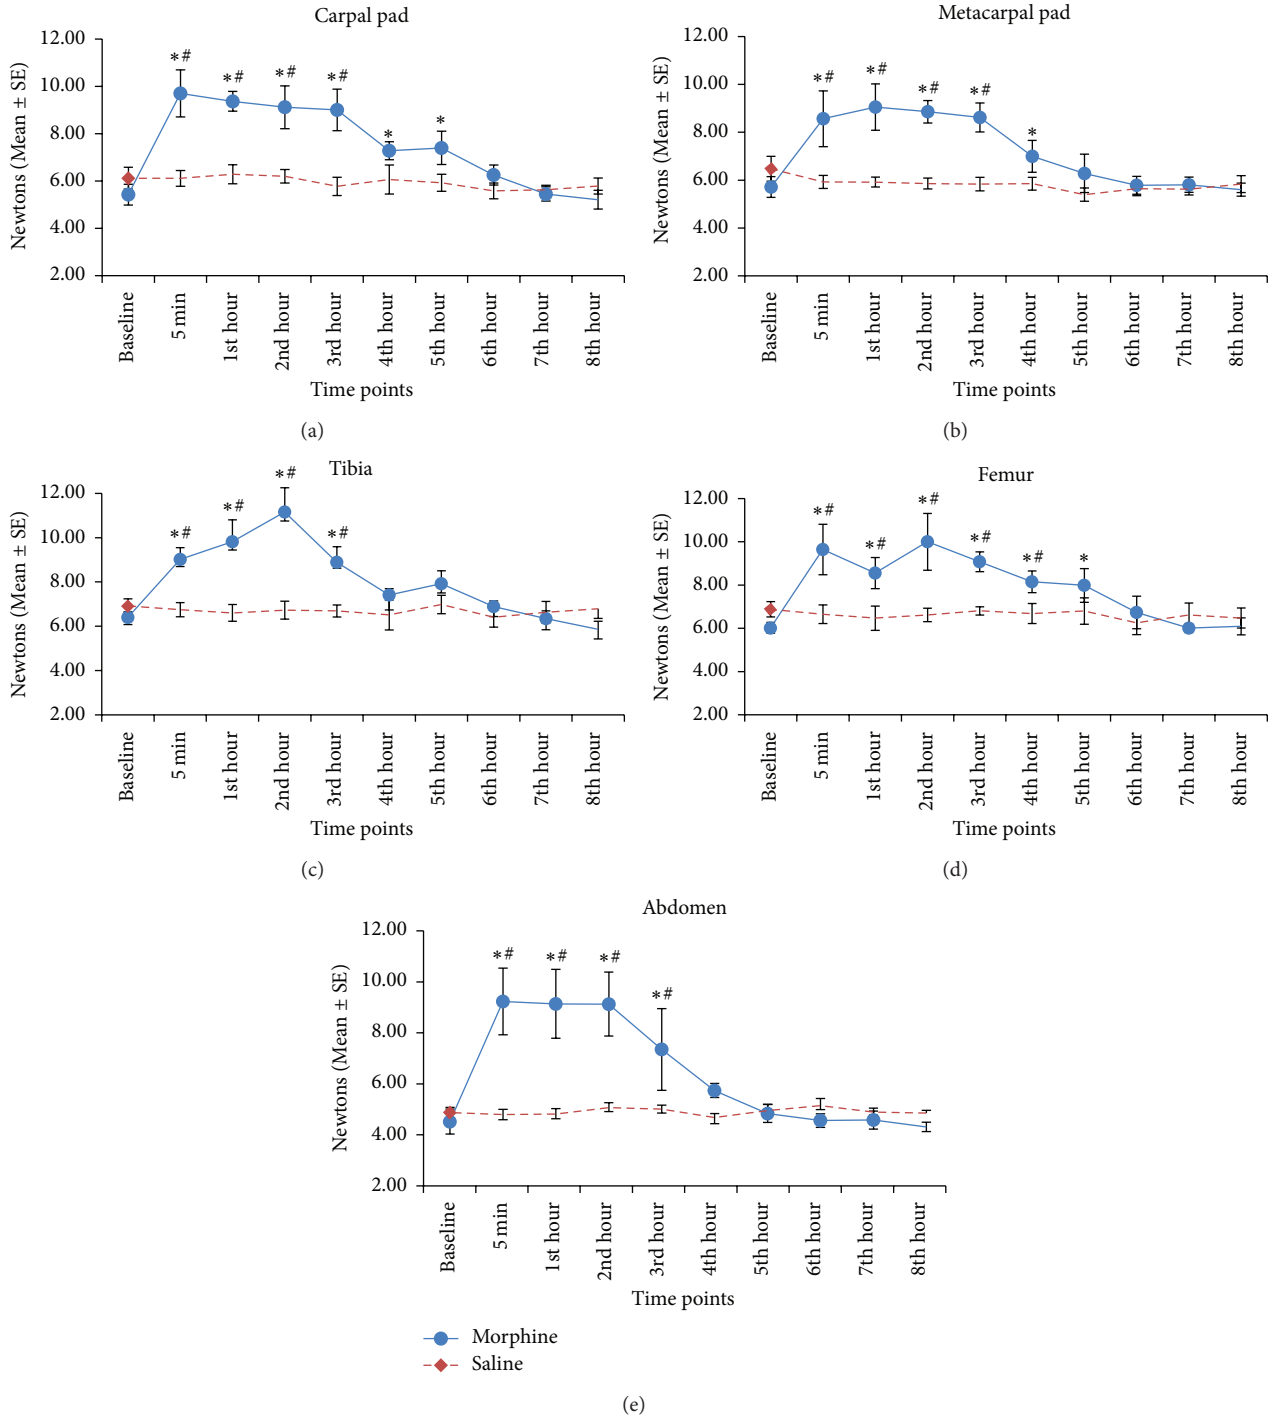 Carpal pad
Newtons (Mean ± SE)
12.00
10.00
8.00
6.00
4.00
2.00
*# *# *# *# * *
Baseline
5 min
1st hour
2nd hour
3rd hour
4th hour
5th hour
6th hour
7th hour
8th hour
Time points
(a)
Metacarpal pad
Newtons (Mean ± SE)
12.00
10.00
8.00
6.00
4.00
2.00
*# *# *# *# *
Baseline
5 min
1st hour
2nd hour
3rd hour
4th hour
5th hour
6th hour
7th hour
8th hour
Time points
(b)
Tibia
Newtons (Mean ± SE)
12.00
10.00
8.00
6.00
4.00
2.00
*# *# *# *#
Baseline
5 min
1st hour
2nd hour
3rd hour
4th hour
5th hour
6th hour
7th hour
8th hour
Time points
(c)
Femur
Newtons (Mean ± SE)
12.00
10.00
8.00
6.00
4.00
2.00
*# *# *# *# *# *
Baseline
5 min
1st hour
2nd hour
3rd hour
4th hour
5th hour
6th hour
7th hour
8th hour
Time points
(d)
Abdomen
Newtons (Mean ± SE)
12.00
10.00
8.00
6.00
4.00
2.00
*# *# *# *#
Baseline
5 min
1st hour
2nd hour
3rd hour
4th hour
5th hour
6th hour
7th hour
8th hour
Time points
Morphine
Saline
(e)